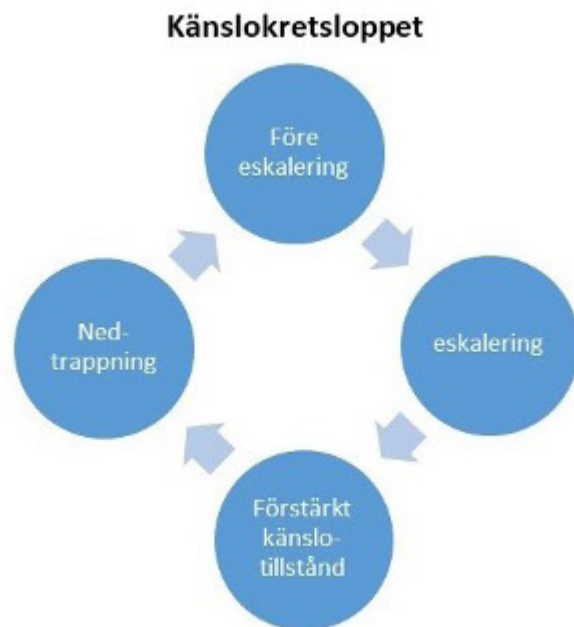 Känslokretsloppet
Före
eskalering
eskalering
Förstärkt
känslo-
tillstånd
Ned-
trappning